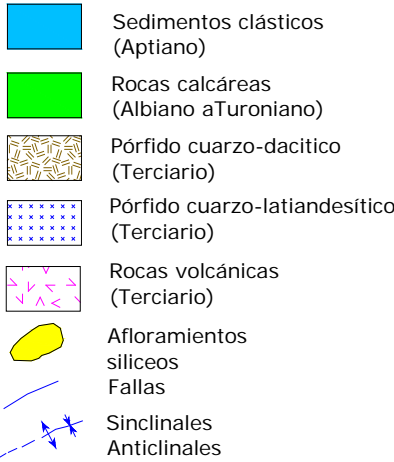 Sedimentos clásticos
(Aptiano)
Rocas calcáreas
(Albiano aTuroniano)
Pórfido cuarzo-dacitico
(Terciario)
Pórfido cuarzo-latiandesítico
(Terciario)
Rocas volcánicas
(Terciario)
Afloramientos
siliceos
Fallas
Sinclinales
Anticlinales